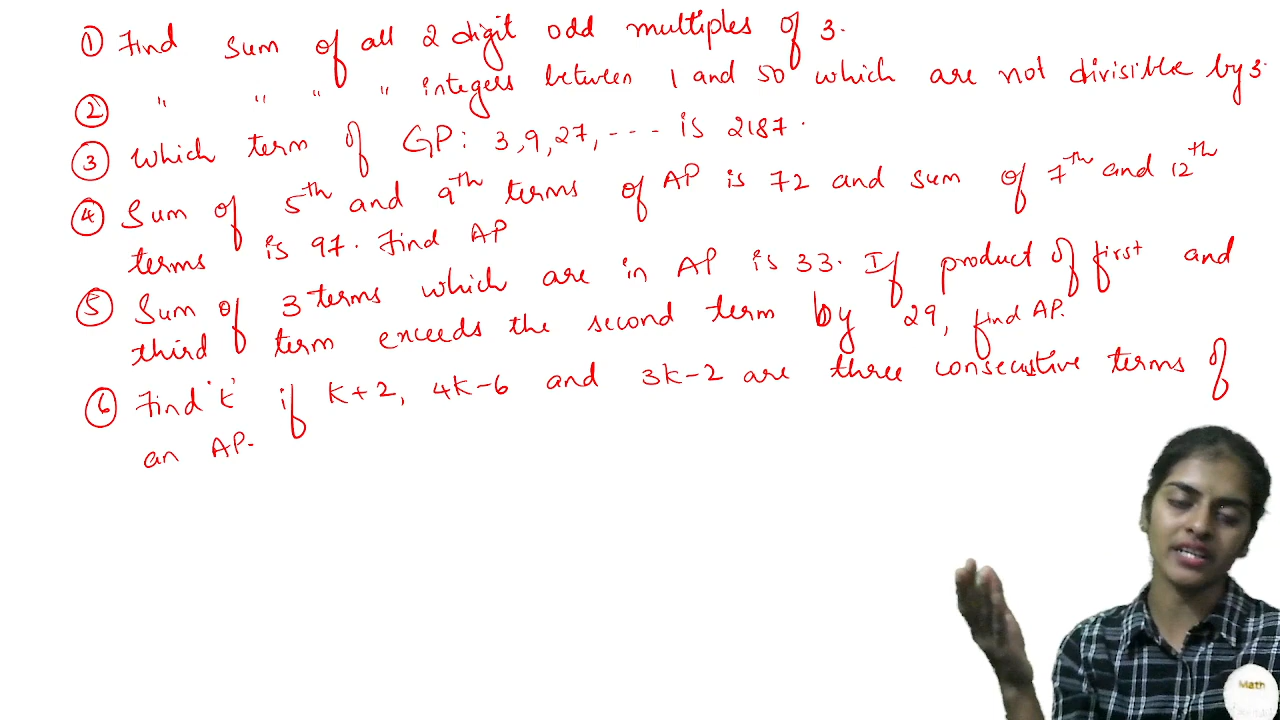 ① Find sum of all 2 digit odd multiples of 3.
② " " " " integers between 1 and 50 which are not divisible by 3.
③ Which term of GP: 3,9,27,---- is 2187.
④ Sum of 5th and 9th terms of AP is 72 and sum of 7th and 12th
terms is 97. Find AP
⑤ Sum of 3 terms which are in AP is 33. If product of first and
third term exceeds the second term by 29, find AP.
⑥ Find 'k' if k+2, 4k-6 and 3k-2 are three consecutive terms of
an AP.
Math